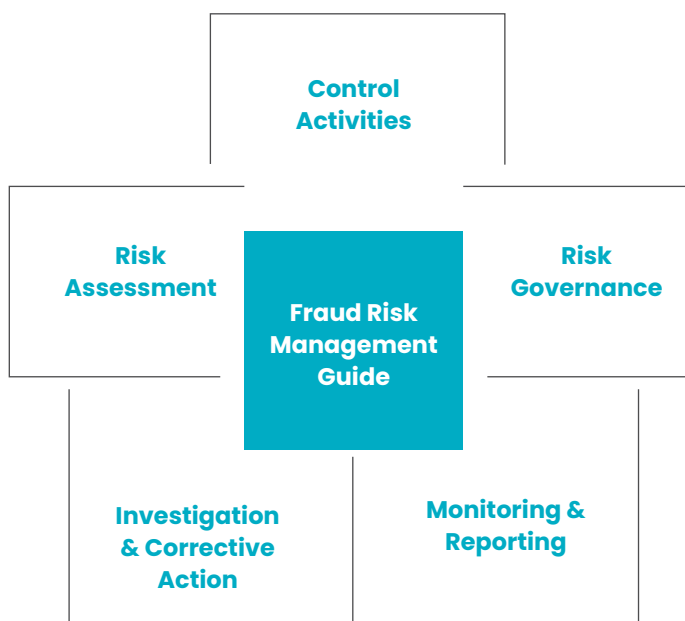 Control
Activities
Risk
Assessment
Risk
Governance
Fraud Risk
Management
Guide
Investigation
& Corrective
Action
Monitoring &
Reporting